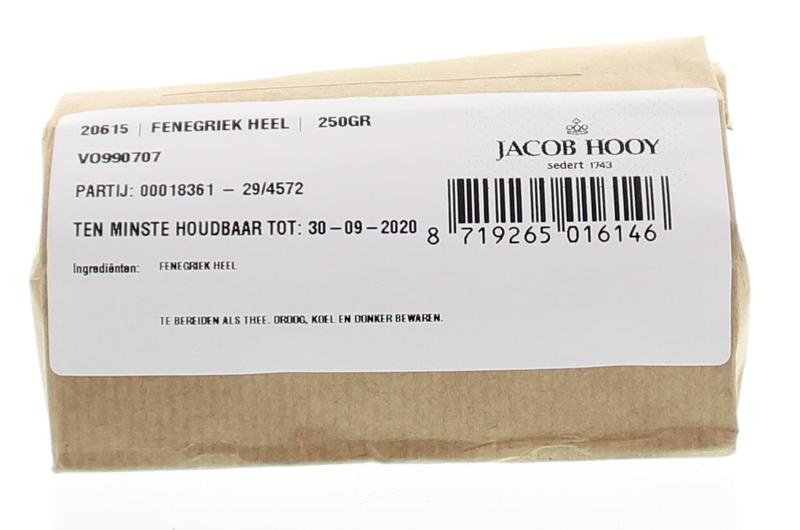 20615 | FENEGRIEK HEEL | 250GR
VO990707
PARTIJ: 00018361 – 29/4572
TEN MINSTE HOUDBAAR TOT: 30–09–2020
Ingrediënten: FENEGRIEK HEEL
TE BEREIDEN ALS THEE. DROOG, KOEL EN DONKER BEWAREN.
JACOB HOOY
sedert 1743
8 719265 016146